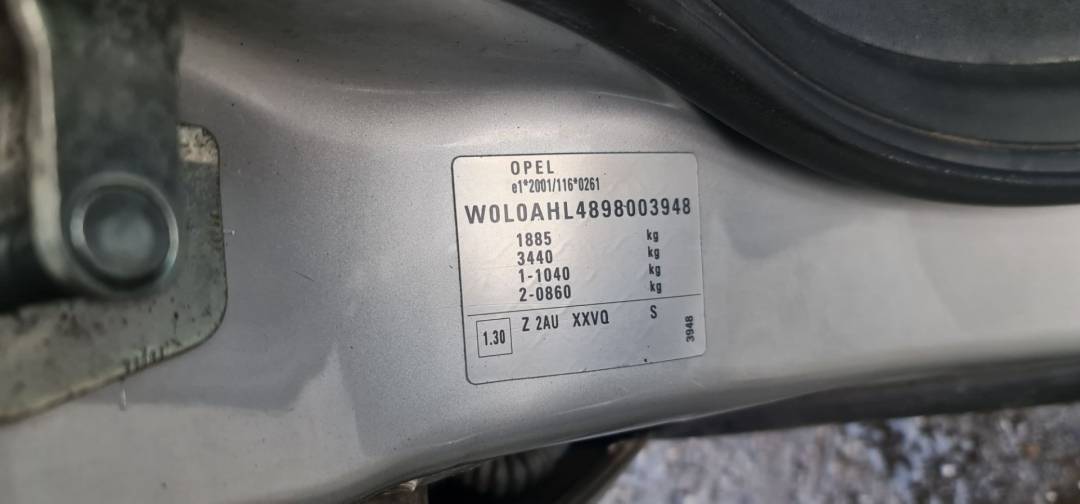 OPEL
e1*2001/116*0261
W0L0AHL4898003948
1885 kg
3440 kg
1-1040 kg
2-0860 kg
1.30 Z 2AU XXVQ S
3948